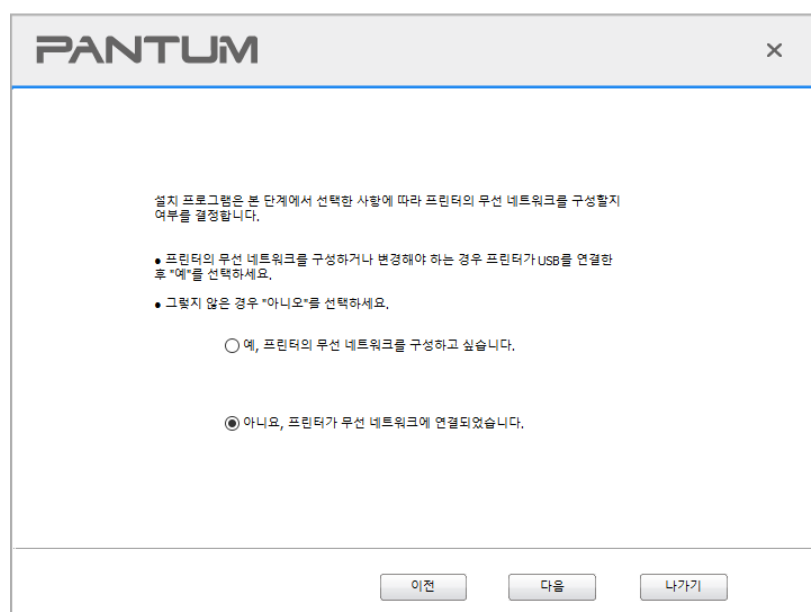 PANTUM
설치 프로그램은 본 단계에서 선택한 사항에 따라 프린터의 무선 네트워크를 구성할지
여부를 결정합니다.
● 프린터의 무선 네트워크를 구성하거나 변경해야 하는 경우 프린터가 USB를 연결한
후 "예"를 선택하세요.
● 그렇지 않은 경우 "아니오"를 선택하세요.
예, 프린터의 무선 네트워크를 구성하고 싶습니다.
아니요, 프린터가 무선 네트워크에 연결되었습니다.
이전 다음 나가기